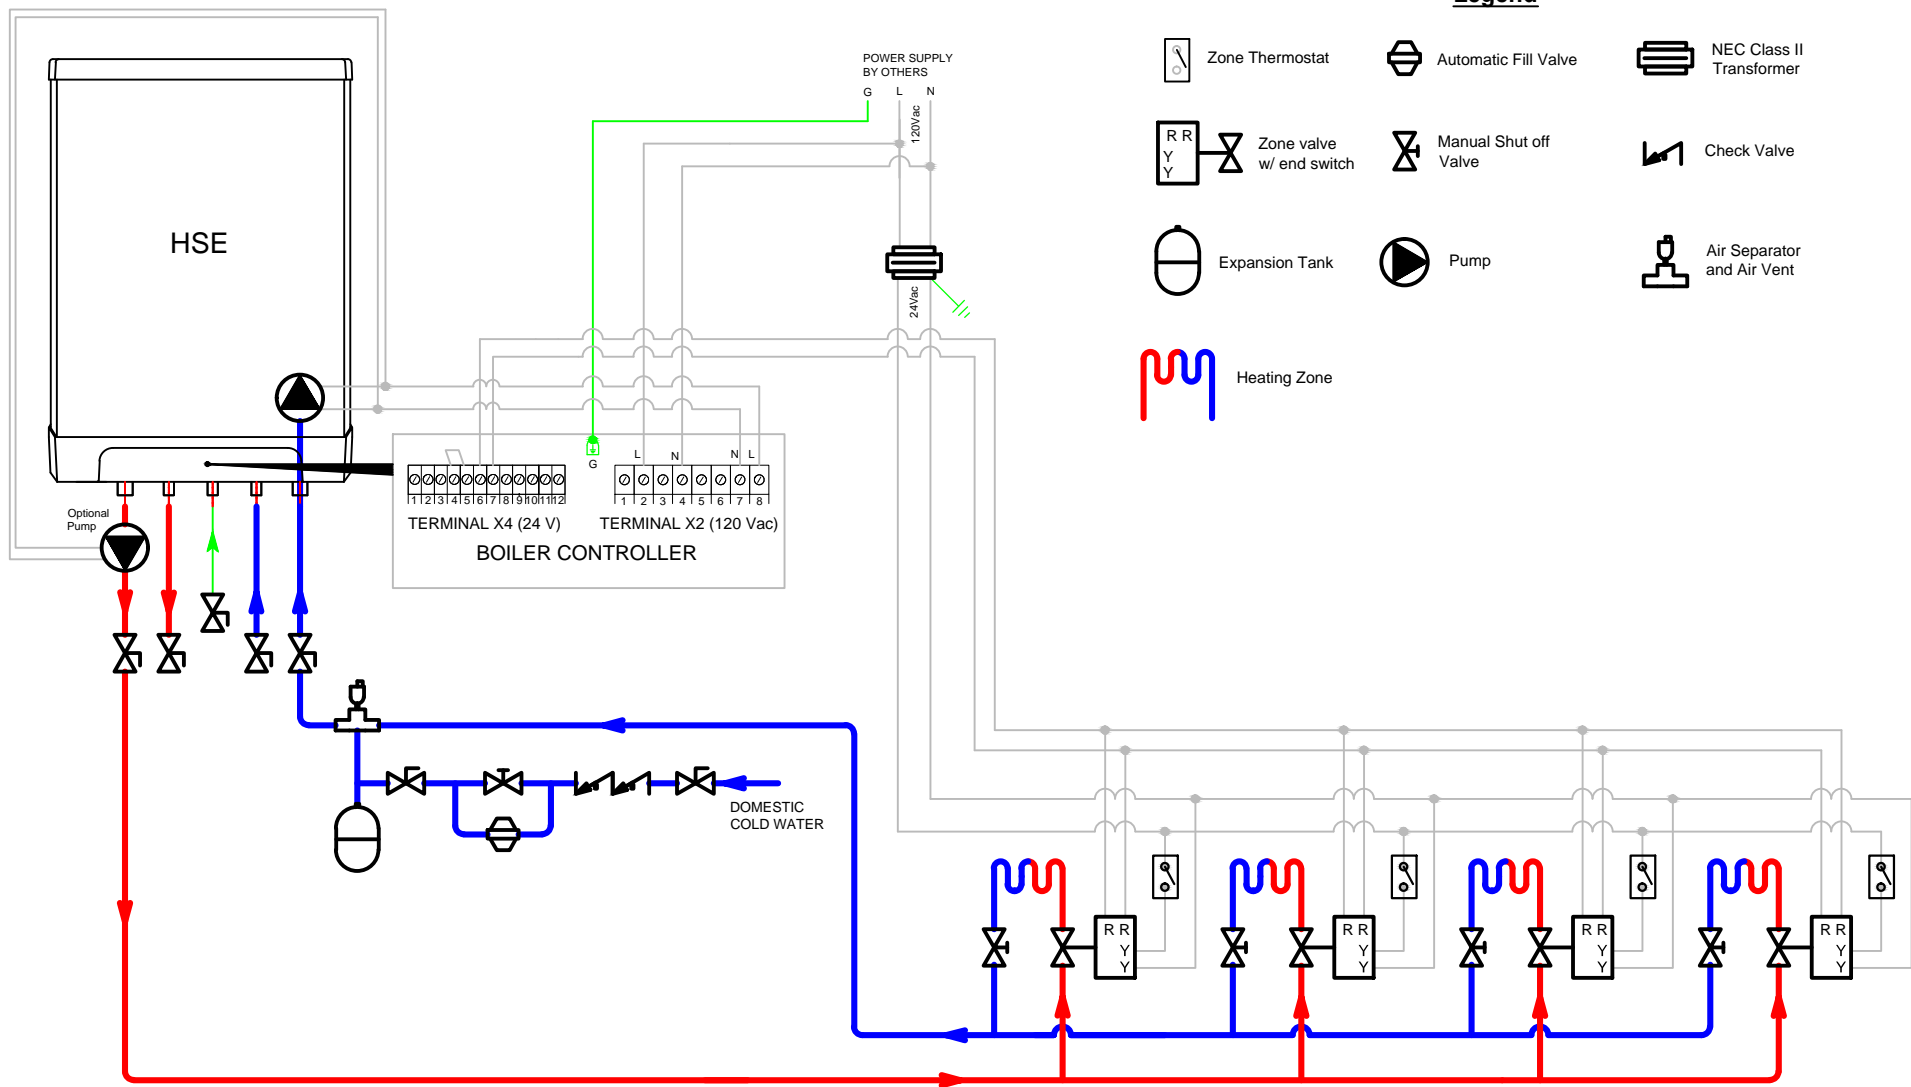 Legend
POWER SUPPLY
BY OTHERS
G L N
120Vac
24Vac
Zone Thermostat
Automatic Fill Valve
NEC Class II
Transformer
R R
Y
Y
Zone valve
w/ end switch
Manual Shut off
Valve
Check Valve
Expansion Tank
Pump
Air Separator
and Air Vent
Heating Zone
HSE
L N N L
G
1 2 3 4 5 6 7 8 9 10 11 12
1 2 3 4 5 6 7 8
TERMINAL X4 (24 V)
TERMINAL X2 (120 Vac)
BOILER CONTROLLER
Optional
Pump
DOMESTIC
COLD WATER
R R
Y
Y
R R
Y
Y
R R
Y
Y
R R
Y
Y